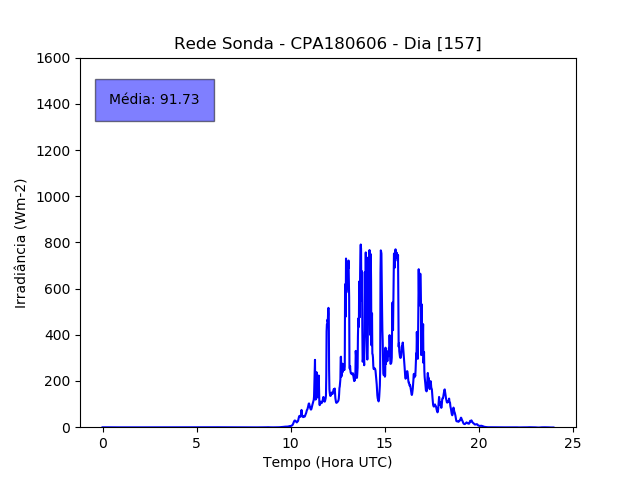 Rede Sonda - CPA180606 - Dia [157]
1600
1400
1200
1000
800
600
400
200
0
Média: 91.73
Irradiância (Wm-2)
0 5 10 15 20 25
Tempo (Hora UTC)